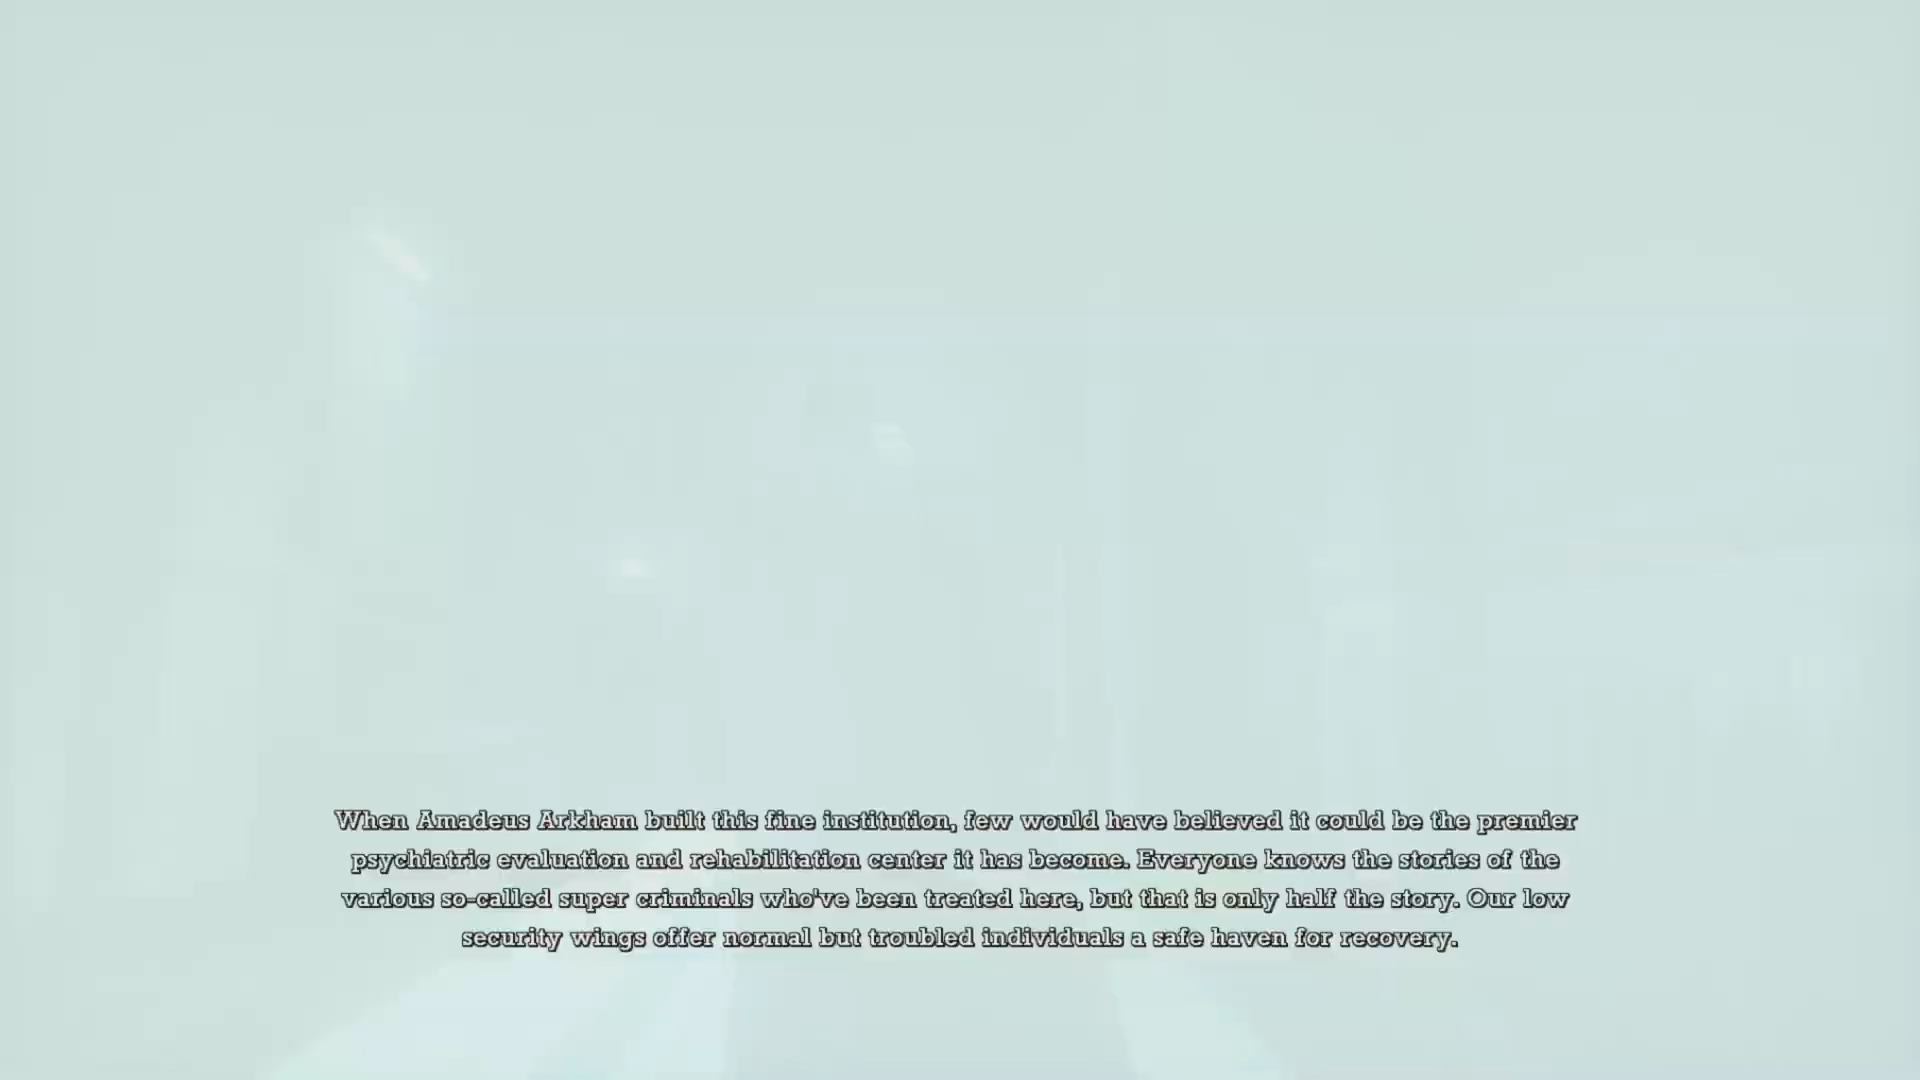 When Amadeus Arkham built this fine institution, few would have believed it could be the premier
psychiatric evaluation and rehabilitation center it has become. Everyone knows the stories of the
various so-called super criminals who've been treated here, but that is only half the story. Our low
security wings offer normal but troubled individuals a safe haven for recovery.